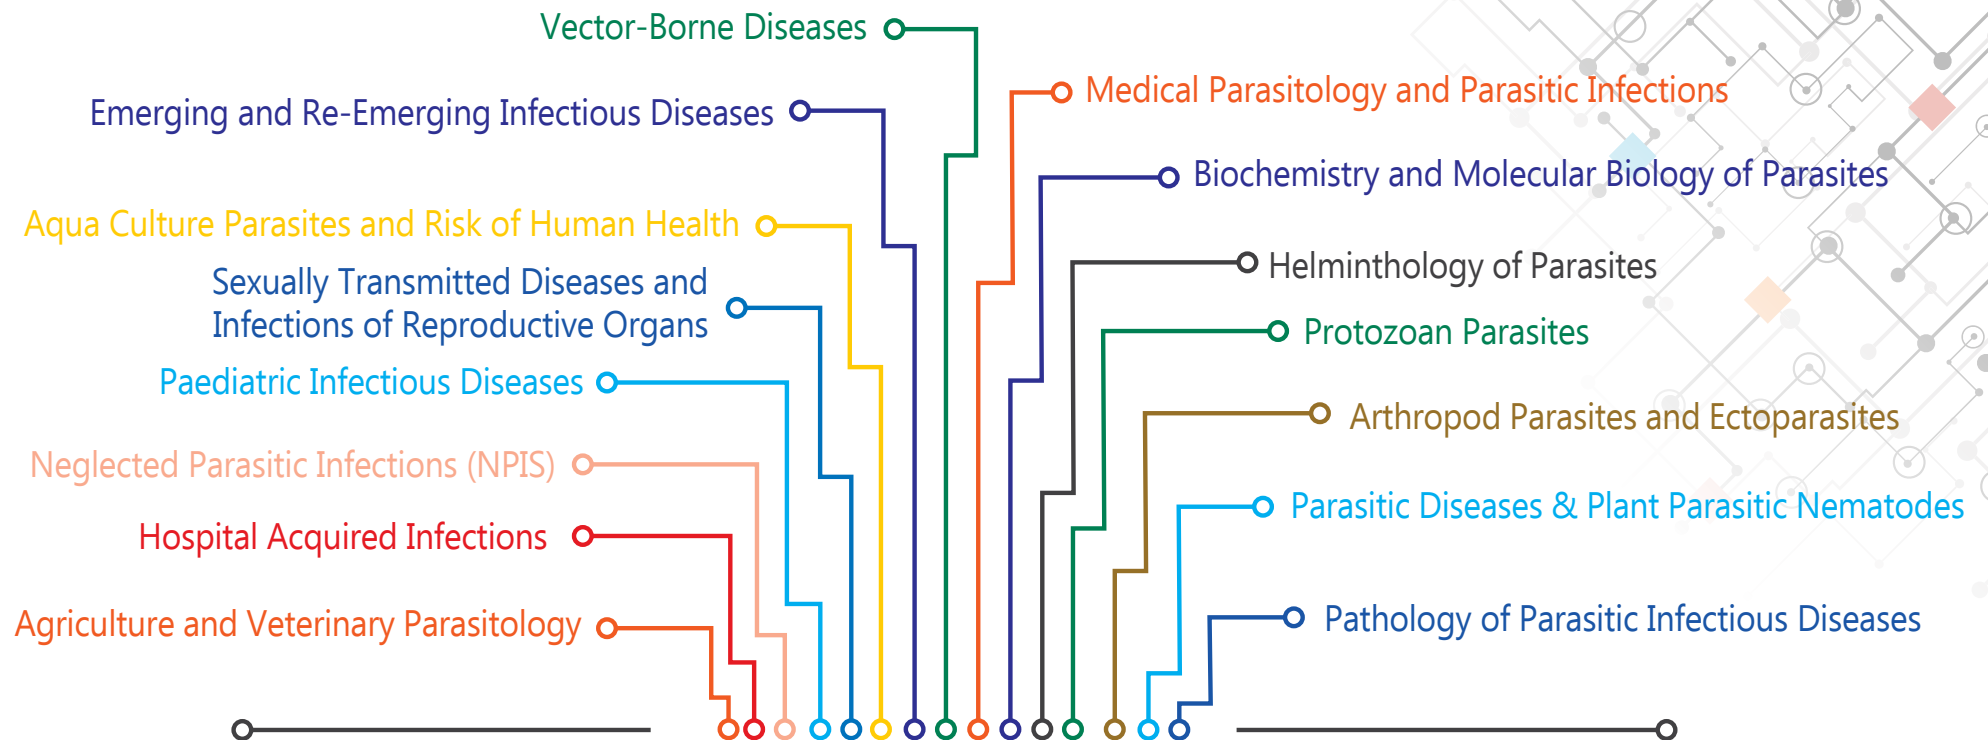 Vector-Borne Diseases
Emerging and Re-Emerging Infectious Diseases
Aqua Culture Parasites and Risk of Human Health
Sexually Transmitted Diseases and
Infections of Reproductive Organs
Paediatric Infectious Diseases
Neglected Parasitic Infections (NPIS)
Hospital Acquired Infections
Agriculture and Veterinary Parasitology
Medical Parasitology and Parasitic Infections
Biochemistry and Molecular Biology of Parasites
Helminthology of Parasites
Protozoan Parasites
Arthropod Parasites and Ectoparasites
Parasitic Diseases & Plant Parasitic Nematodes
Pathology of Parasitic Infectious Diseases